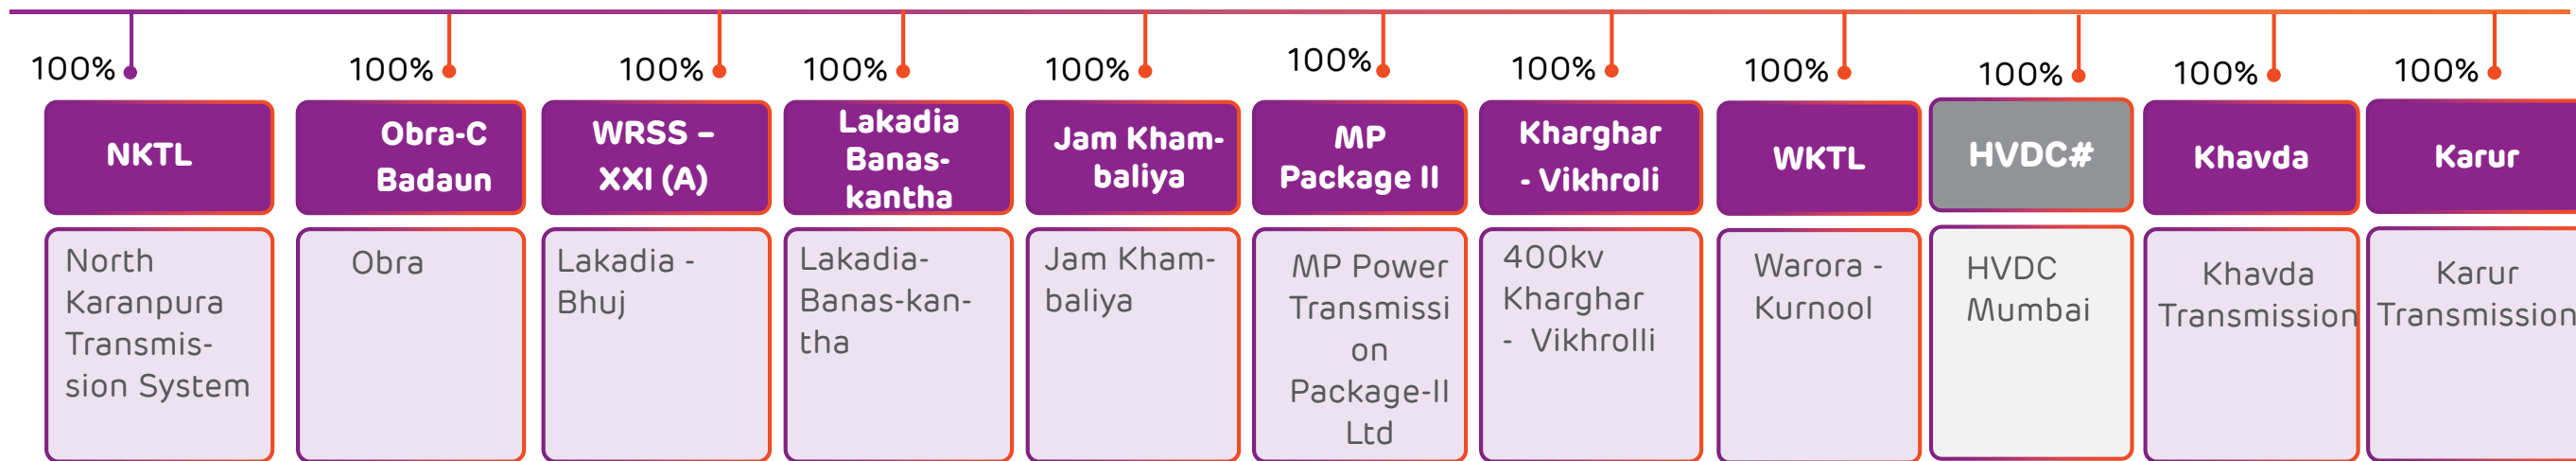 100%
100%
100%
100%
100%
100%
100%
100%
100%
100%
100%
NKTL
Obra-C
Badaun
WRSS –
XXI (A)
Lakadia
Banas-
kantha
Jam Kham-
baliya
MP
Package II
Kharghar
- Vikhroli
WKTL
HVDC#
Khavda
Karur
North
Karanpura
Transmis-
sion System
Obra
Lakadia -
Bhuj
Lakadia-
Banas-kan-
tha
Jam Kham-
baliya
MP Power
Transmissi
on
Package-II
Ltd
400kv
Kharghar
- Vikhrolli
Warora -
Kurnool
HVDC
Mumbai
Khavda
Transmission
Karur
Transmission